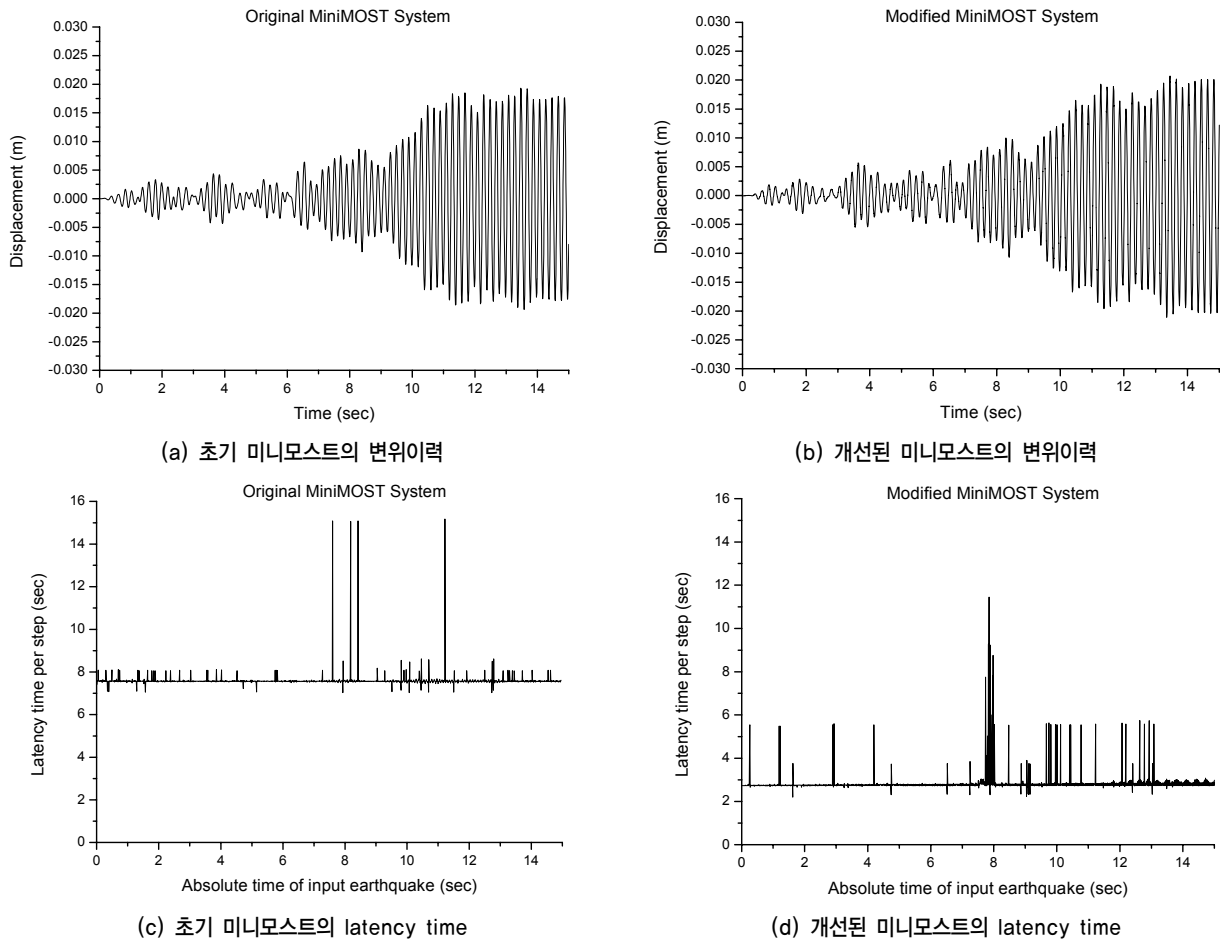 Original MiniMOST System
0.030
0.025
0.020
0.015
0.010
0.005
0.000
-0.005
-0.010
-0.015
-0.020
-0.025
-0.030
Displacement (m)
0 2 4 6 8 10 12 14
Time (sec)
(a) 초기 미니모스트의 변위이력
Modified MiniMOST System
0.030
0.025
0.020
0.015
0.010
0.005
0.000
-0.005
-0.010
-0.015
-0.020
-0.025
-0.030
Displacement (m)
0 2 4 6 8 10 12 14
Time (sec)
(b) 개선된 미니모스트의 변위이력
Original MiniMOST System
16
14
12
10
8
6
4
2
0
Latency time per step (sec)
0 2 4 6 8 10 12 14
Absolute time of input earthquake (sec)
(c) 초기 미니모스트의 latency time
Modified MiniMOST System
16
14
12
10
8
6
4
2
0
Latency time per step (sec)
0 2 4 6 8 10 12 14
Absolute time of input earthquake (sec)
(d) 개선된 미니모스트의 latency time